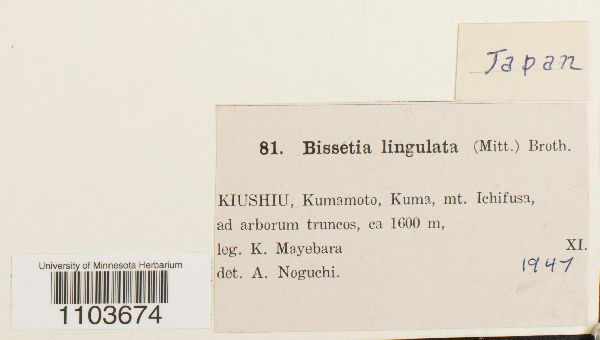 Japan
81. Bissetia lingulata (Mitt.) Broth.
KIUSHIU, Kumamoto, Kuma, mt. Ichifusa,
ad arborum truncos, ca 1600 m,
leg. K. Mayebara XI.
det. A. Noguchi. 1947
University of Minnesota Herbarium
1103674